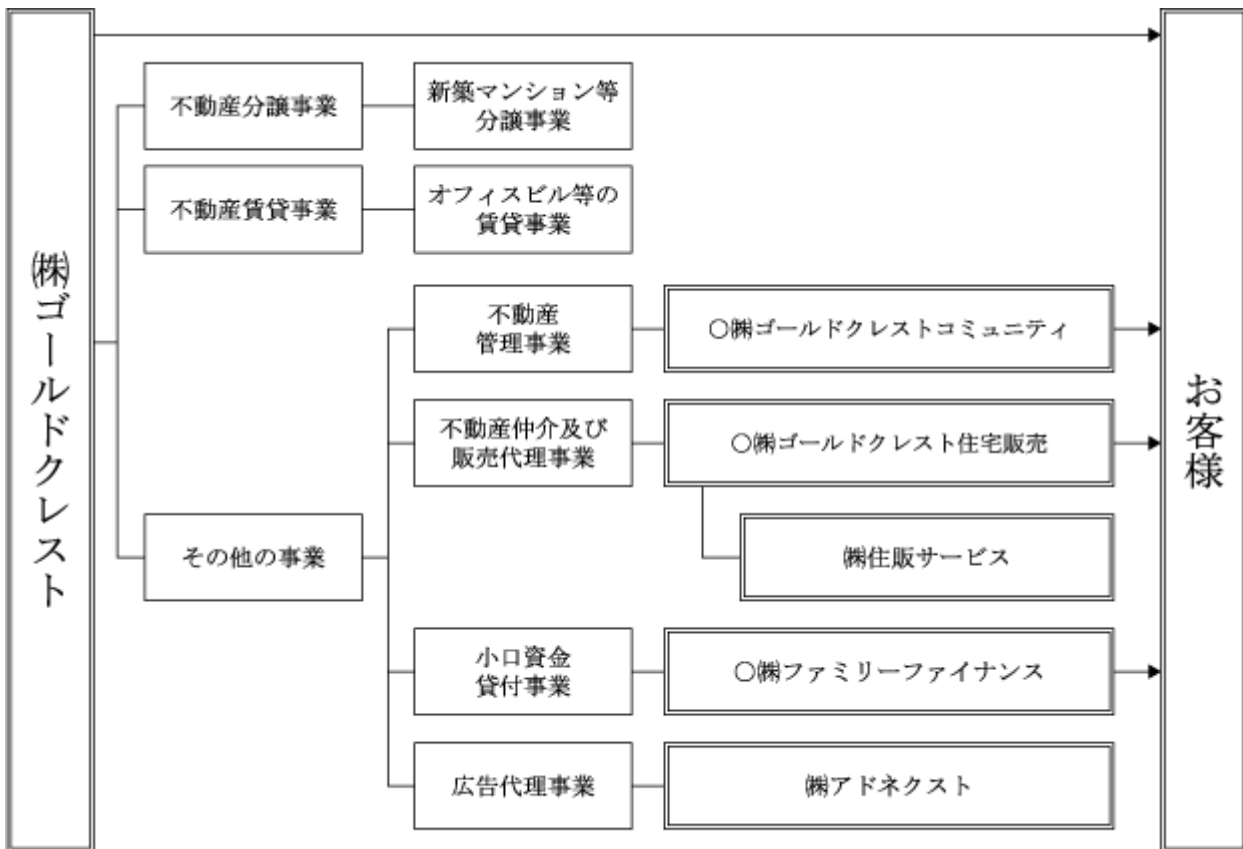 ㈱ゴールドクレスト
不動産分譲事業
新築マンション等
分譲事業
不動産賃貸事業
オフィスビル等の
賃貸事業
その他の事業
不動産
管理事業
○㈱ゴールドクレストコミュニティ
不動産仲介及び
販売代理事業
○㈱ゴールドクレスト住宅販売
㈱住販サービス
小口資金
貸付事業
○㈱ファミリーファイナンス
広告代理事業
㈱アドネクスト
お客様